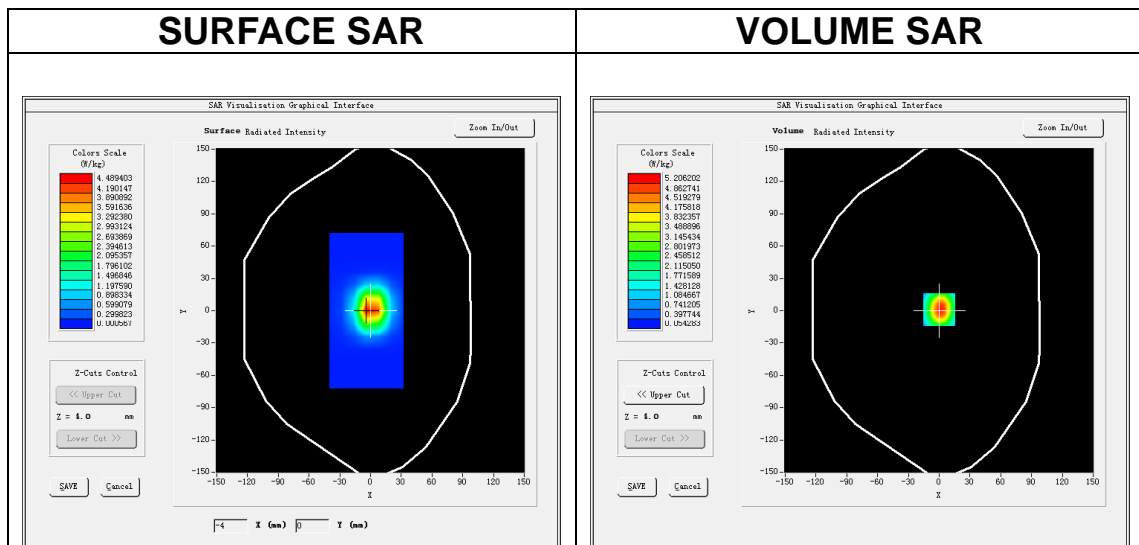 SURFACE SAR
VOLUME SAR
SAR Visualisation Graphical Interface
Surface Radiated Intensity
Zoom In/Out
Colors Scale
(W/kg)
4.489403
4.190147
3.890892
3.591636
3.292380
2.993124
2.693869
2.394613
2.095357
1.796102
1.496846
1.197590
0.898334
0.599079
0.299823
0.000567
150
120
90
60
30
0
-30
-60
-90
-120
-150
Y
-150 -120 -90 -60 -30 0 30 60 90 120 150
X
Z-Cuts Control
<< Upper Cut
Z = 4.0 mm
Lower Cut >>
SAVE Cancel
-4 X (mm) 0 Y (mm)
SAR Visualisation Graphical Interface
Volume Radiated Intensity
Zoom In/Out
Colors Scale
(W/kg)
5.206202
4.862741
4.519279
4.175818
3.832357
3.488896
3.145434
2.801973
2.458512
2.115050
1.771589
1.428128
1.084667
0.741205
0.397744
0.054283
150
120
90
60
30
0
-30
-60
-90
-120
-150
Y
-150 -120 -90 -60 -30 0 30 60 90 120 150
X
Z-Cuts Control
<< Upper Cut
Z = 4.0 mm
Lower Cut >>
SAVE Cancel